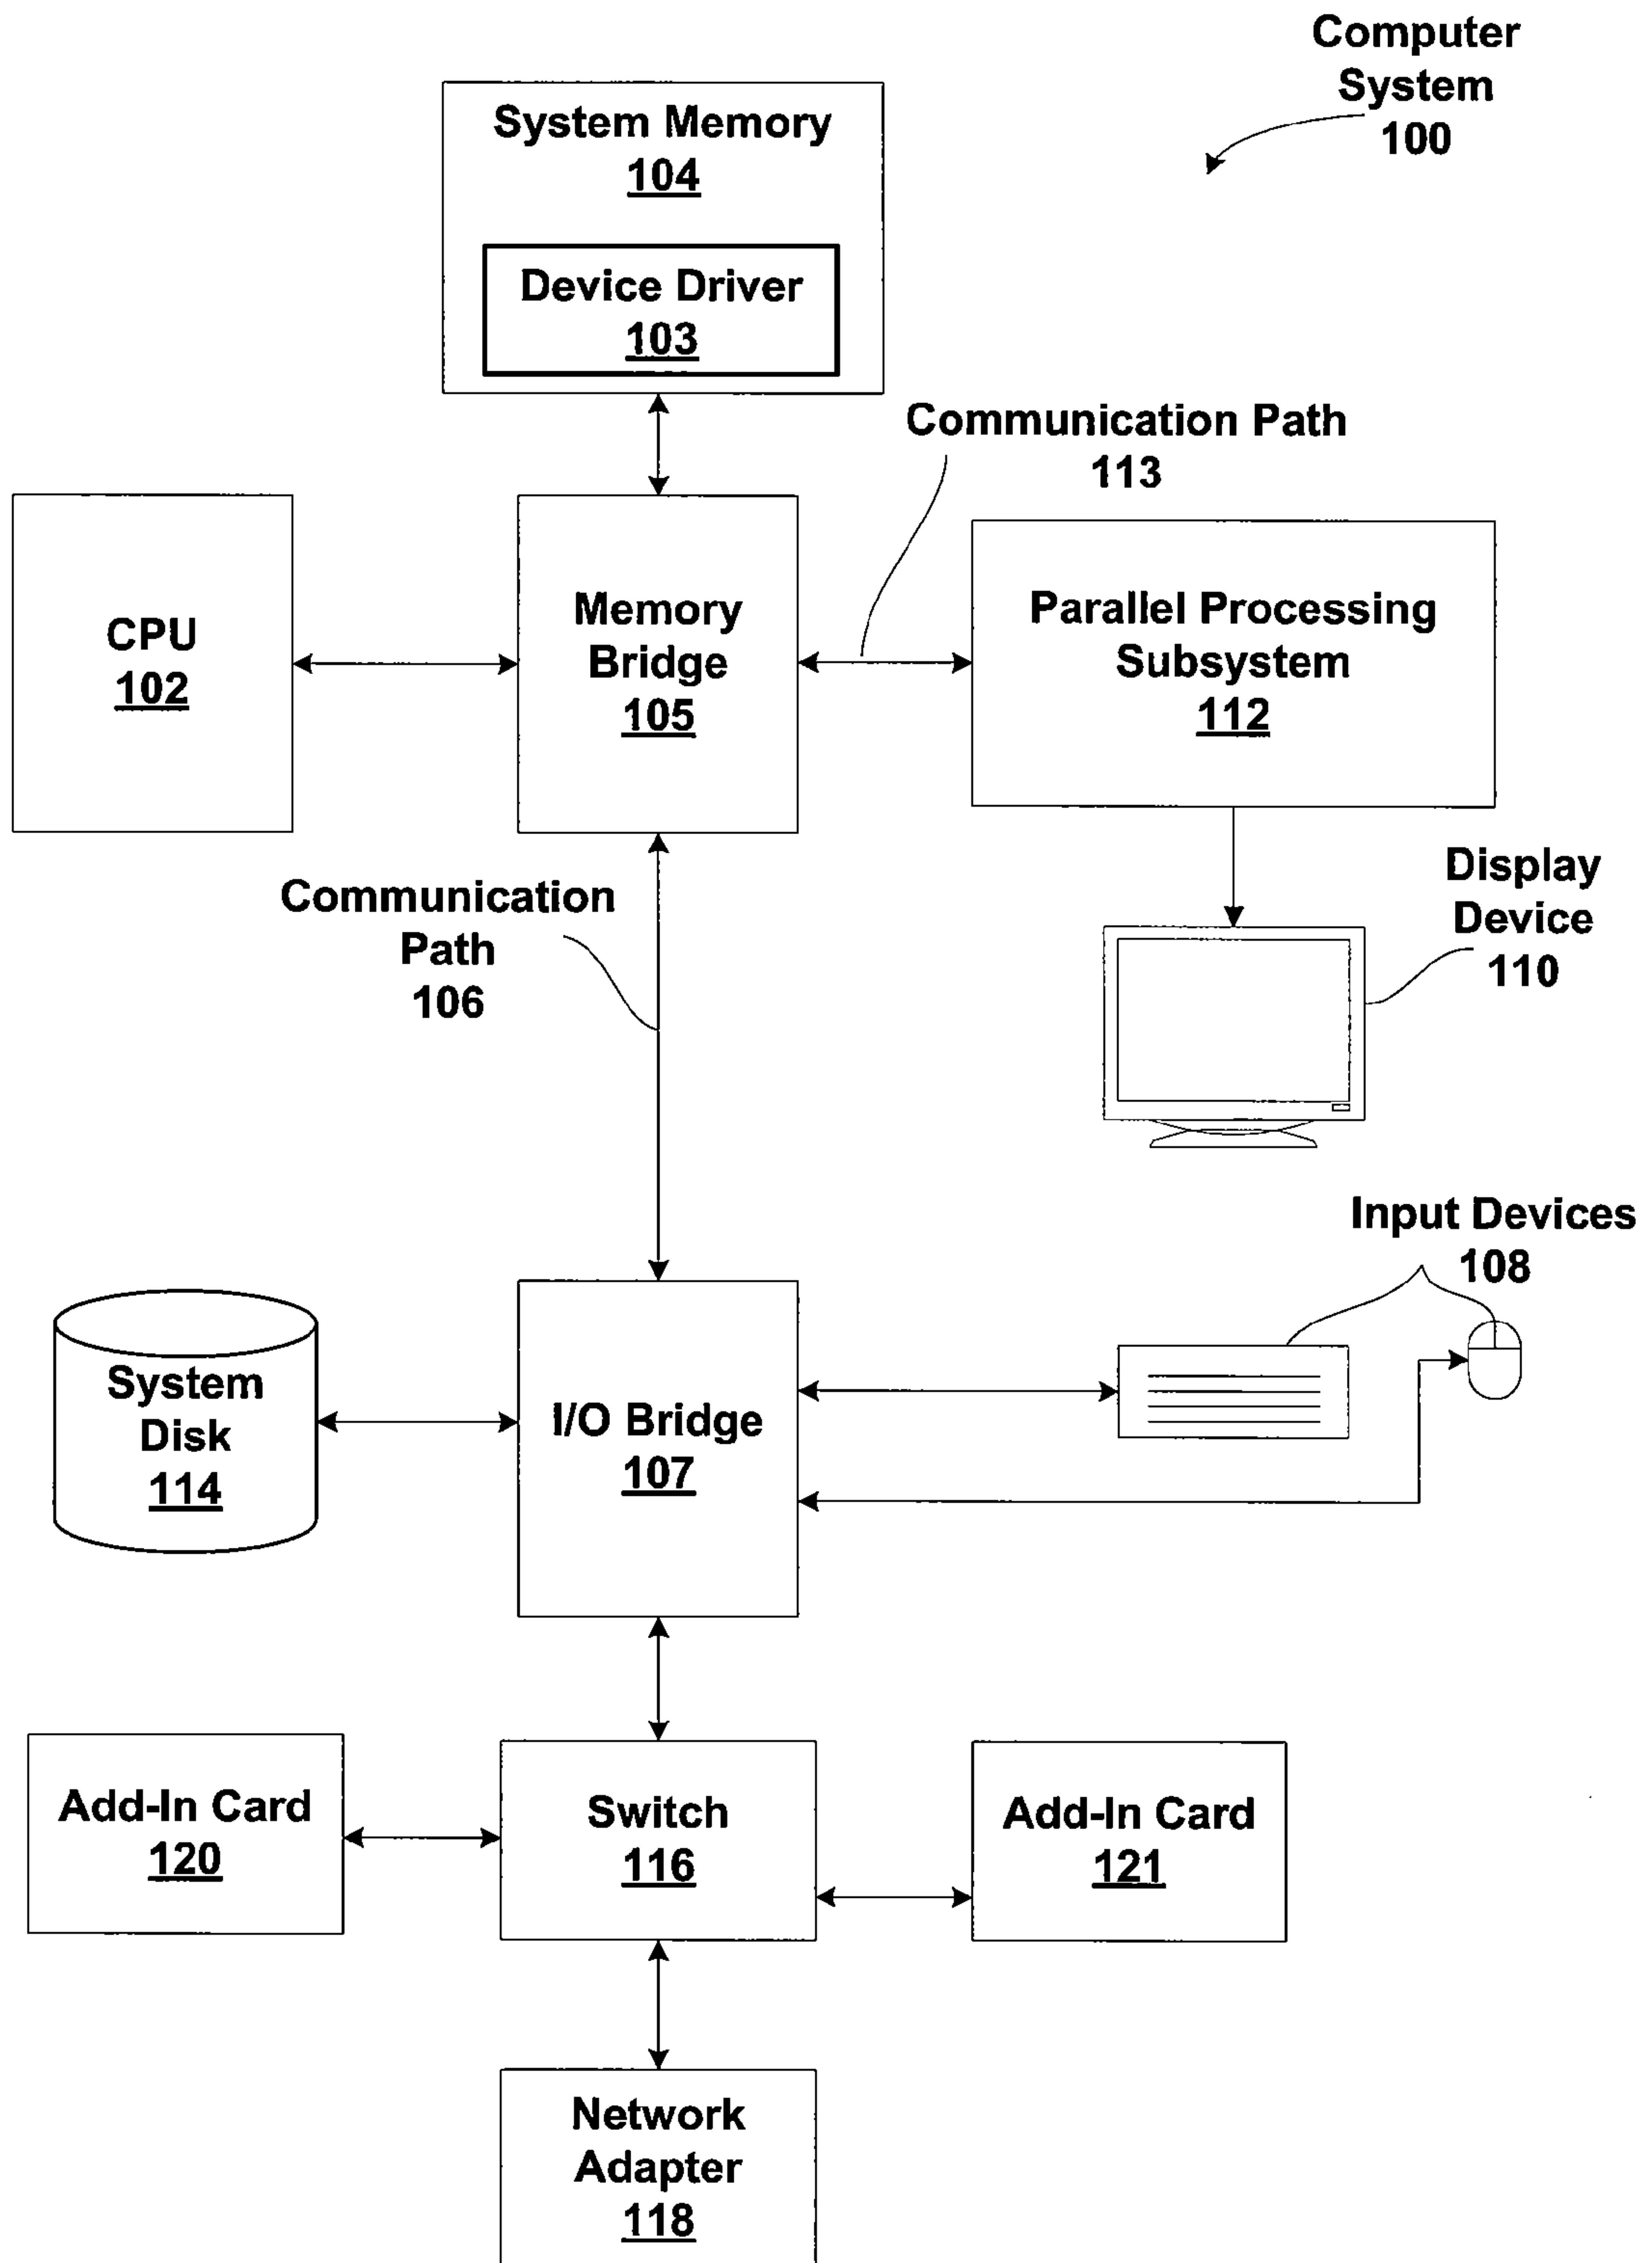 Computer
System
100
System Memory
104
Device Driver
103
Communication Path
113
CPU
102
Memory
Bridge
105
Parallel Processing
Subsystem
112
Communication
Path
106
Display
Device
110
Input Devices
108
System
Disk
114
I/O Bridge
107
Add-In Card
120
Switch
116
Add-In Card
121
Network
Adapter
118